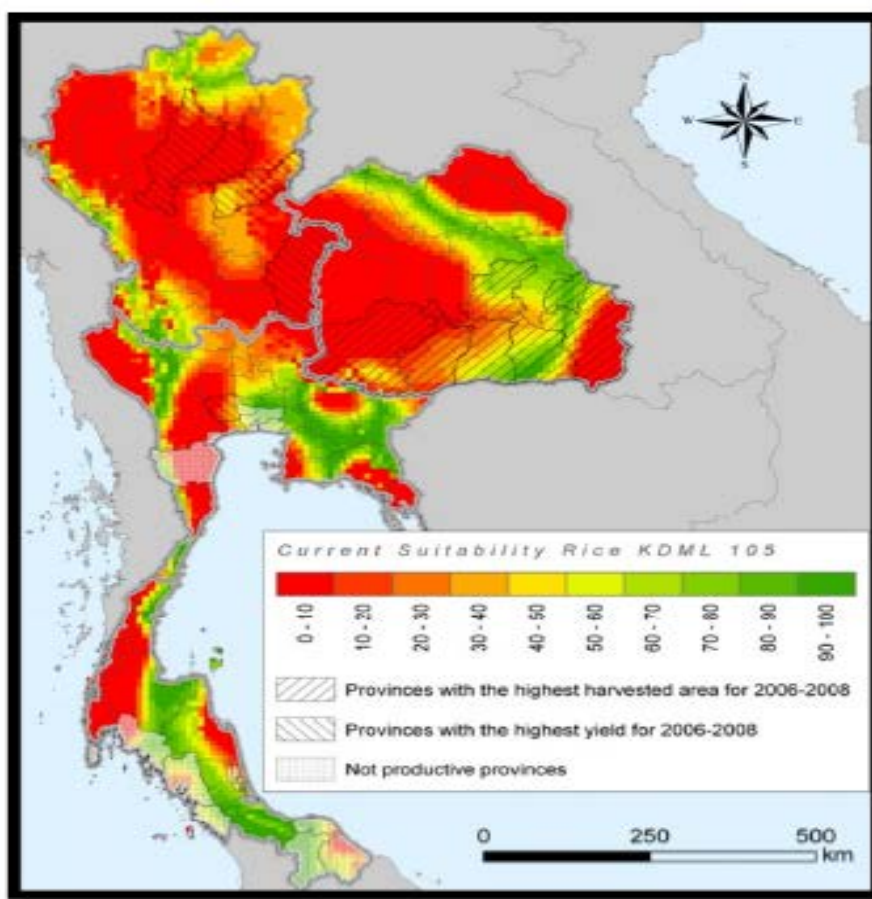 N
W E
S
Current Suitability Rice KDML 105
0 - 10
10 - 20
20 - 30
30 - 40
40 - 50
50 - 60
60 - 70
70 - 80
80 - 90
90 - 100
Provinces with the highest harvested area for 2006-2008
Provinces with the highest yield for 2006-2008
Not productive provinces
0 250 500
km